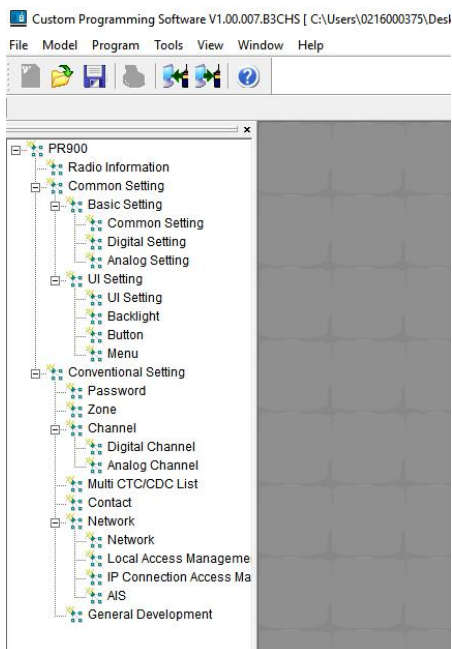 Custom Programming Software V1.00.007.B3CHS [ C:\Users\0216000375\Desk
File Model Program Tools View Window Help
PR900
Radio Information
Common Setting
Basic Setting
Common Setting
Digital Setting
Analog Setting
UI Setting
UI Setting
Backlight
Button
Menu
Conventional Setting
Password
Zone
Channel
Digital Channel
Analog Channel
Multi CTC/CDC List
Contact
Network
Network
Local Access Manageme
IP Connection Access Ma
AIS
General Development